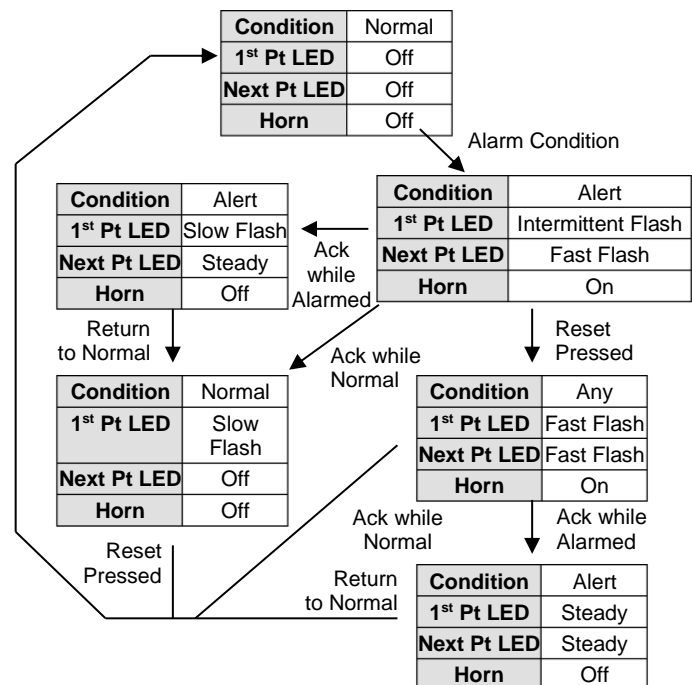 Condition Normal
1st Pt LED Off
Next Pt LED Off
Horn Off
Alarm Condition
Condition Alert
1st Pt LED Intermittent Flash
Next Pt LED Fast Flash
Horn On
Condition Alert
1st Pt LED Slow Flash
Next Pt LED Steady
Horn Off
Ack
while
Alarmed
Return
to Normal
Ack while
Normal
Reset
Pressed
Condition Normal
1st Pt LED Slow
Flash
Next Pt LED Off
Horn Off
Condition Any
1st Pt LED Fast Flash
Next Pt LED Fast Flash
Horn On
Reset
Pressed
Ack while
Normal
Ack while
Alarmed
Return
to Normal
Condition Alert
1st Pt LED Steady
Next Pt LED Steady
Horn Off